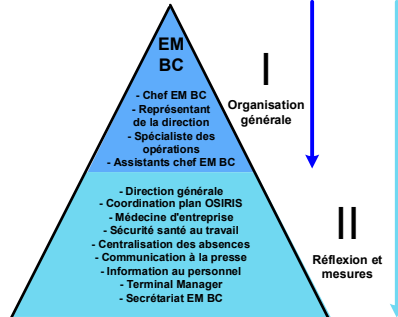 EM
BC
- Chef EM BC
- Représentant
de la direction
- Spécialiste des
opérations
- Assistants chef EM BC
I
Organisation
générale
- Direction générale
- Coordination plan OSIRIS
- Médecine d'entreprise
- Sécurité santé au travail
- Centralisation des absences
- Communication à la presse
- Information au personnel
- Terminal Manager
- Secrétariat EM BC
II
Réflexion et
mesures